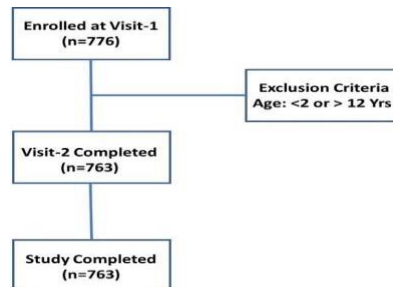 Enrolled at Visit-1
(n=776)
Exclusion Criteria
Age: <2 or > 12 Yrs
Visit-2 Completed
(n=763)
Study Completed
(n=763)